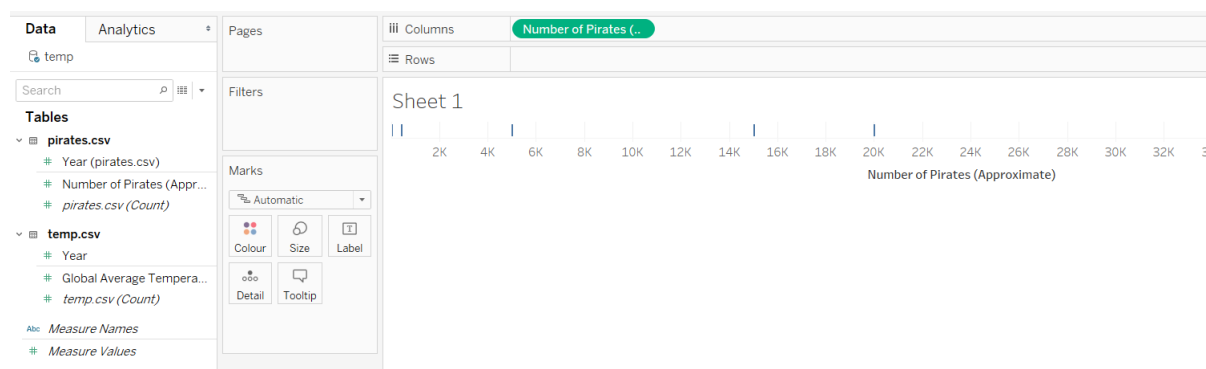 Data
Analytics
temp
Search
Tables
pirates.csv
# Year (pirates.csv)
# Number of Pirates (Appr...
# pirates.csv (Count)
temp.csv
# Year
# Global Average Tempera...
# temp.csv (Count)
Abc Measure Names
# Measure Values
Pages
Filters
Marks
Automatic
Colour Size Label
Detail Tooltip
iii Columns Number of Pirates (..
Rows
Sheet 1
2K 4K 6K 8K 10K 12K 14K 16K 18K 20K 22K 24K 26K 28K 30K 32K 3
Number of Pirates (Approximate)